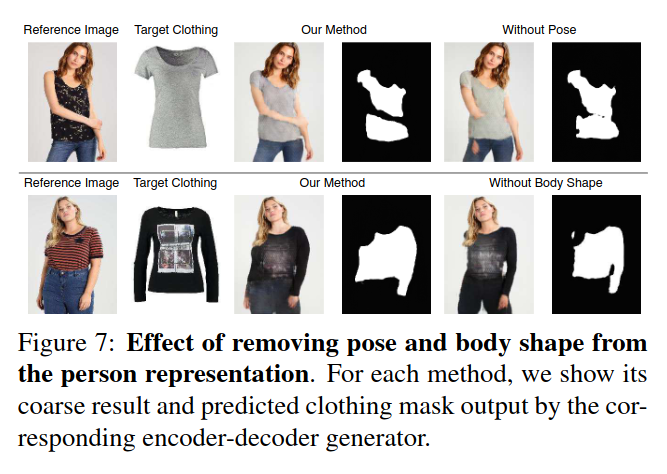 Reference Image Target Clothing Our Method Without Pose
Reference Image Target Clothing Our Method Without Body Shape
Figure 7: Effect of removing pose and body shape from
the person representation. For each method, we show its
coarse result and predicted clothing mask output by the cor-
responding encoder-decoder generator.